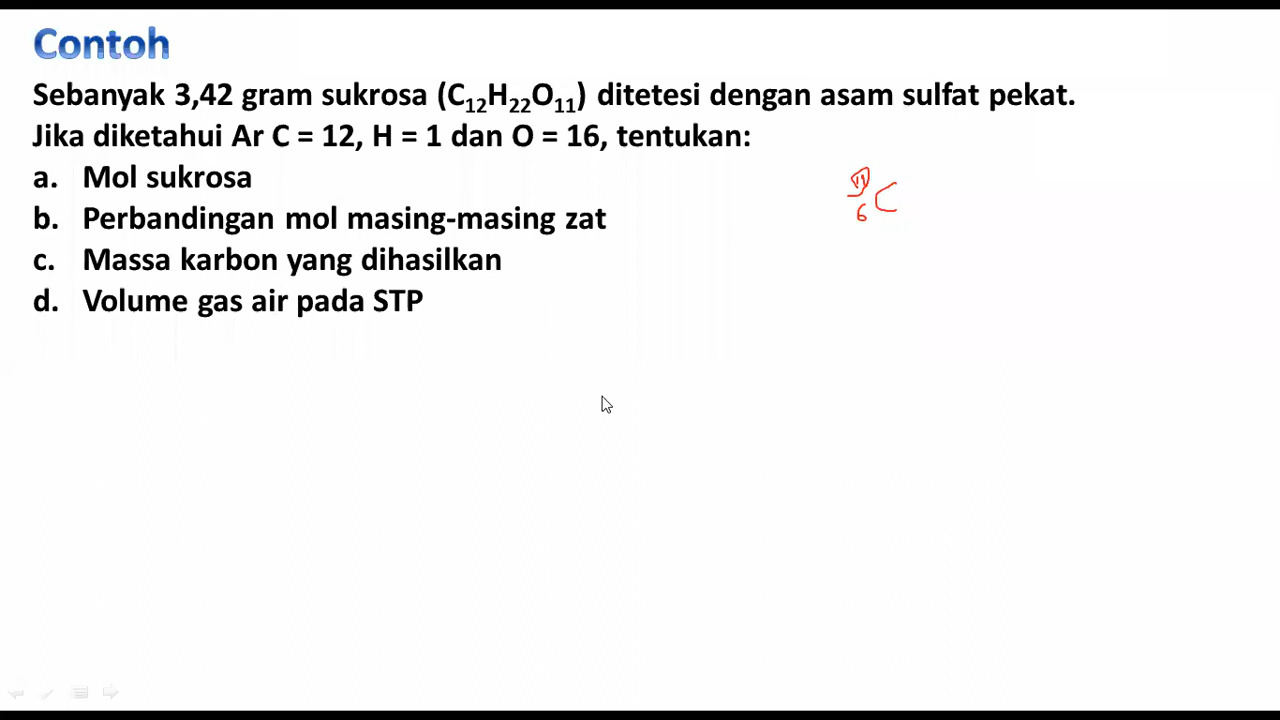 Contoh
Sebanyak 3,42 gram sukrosa (C₁₂H₂₂O₁₁) ditetesi dengan asam sulfat pekat.
Jika diketahui Ar C = 12, H = 1 dan O = 16, tentukan:
a. Mol sukrosa
b. Perbandingan mol masing-masing zat
c. Massa karbon yang dihasilkan
d. Volume gas air pada STP
11
6 C